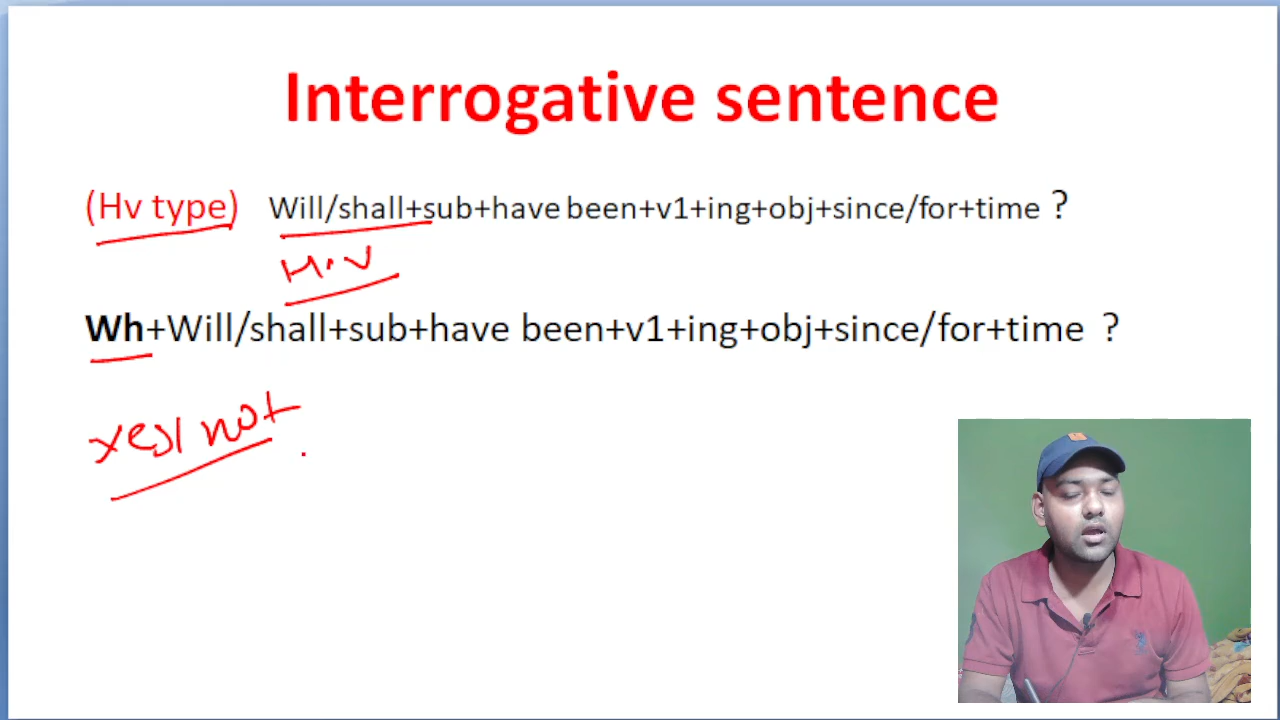 Interrogative sentence
(Hv type) Will/shall+sub+have been+v1+ing+obj+since/for+time ?
H.V
Wh+Will/shall+sub+have been+v1+ing+obj+since/for+time ?
Yes/not